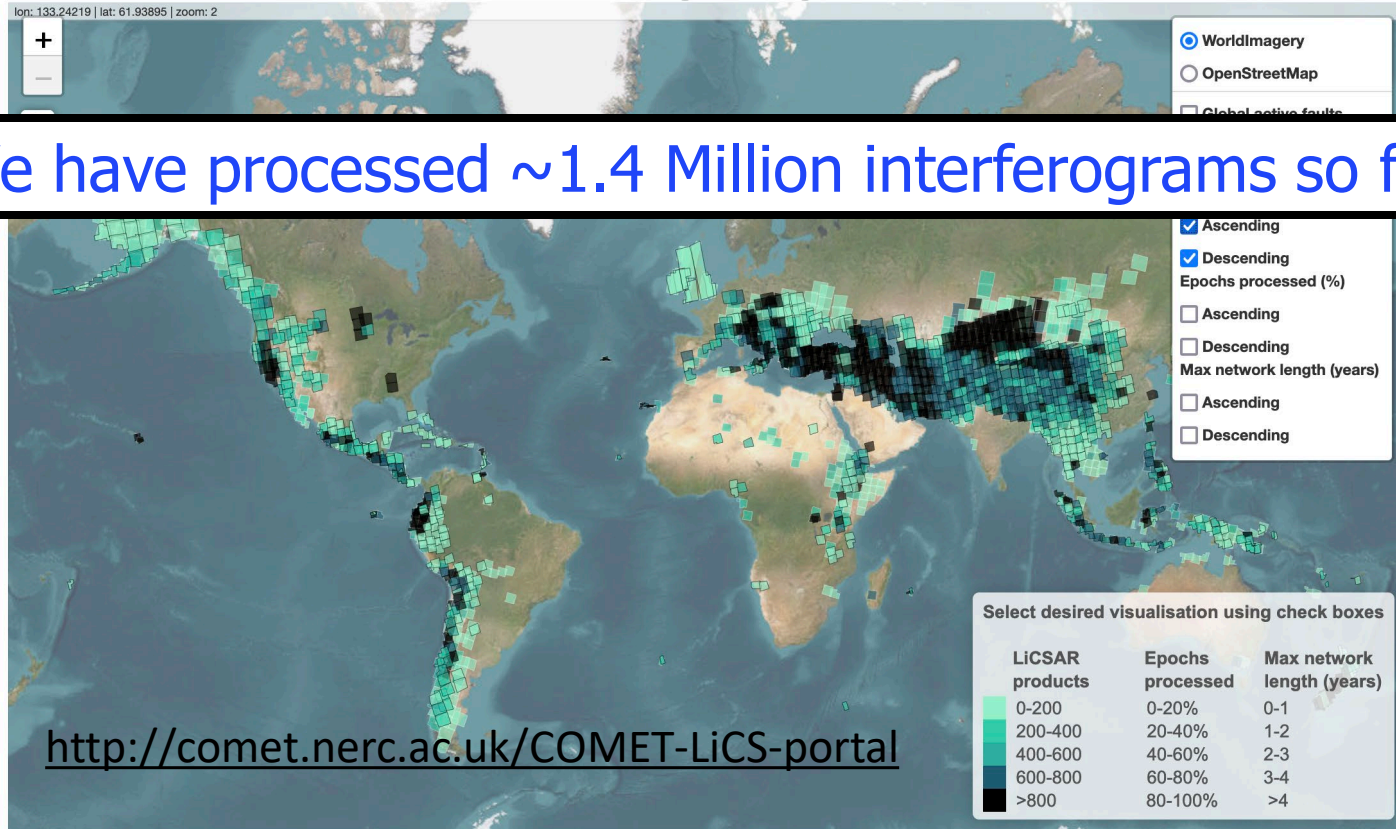 lon: 133.24219 | lat: 61.93895 | zoom: 2
+
−
WorldImagery
OpenStreetMap
Global active faults
e have processed ~1.4 Million interferograms so f
Ascending
Descending
Epochs processed (%)
Ascending
Descending
Max network length (years)
Ascending
Descending
Select desired visualisation using check boxes
LiCSAR products Epochs processed Max network length (years)
0-200 0-20% 0-1
200-400 20-40% 1-2
400-600 40-60% 2-3
600-800 60-80% 3-4
>800 80-100% >4
http://comet.nerc.ac.uk/COMET-LiCS-portal